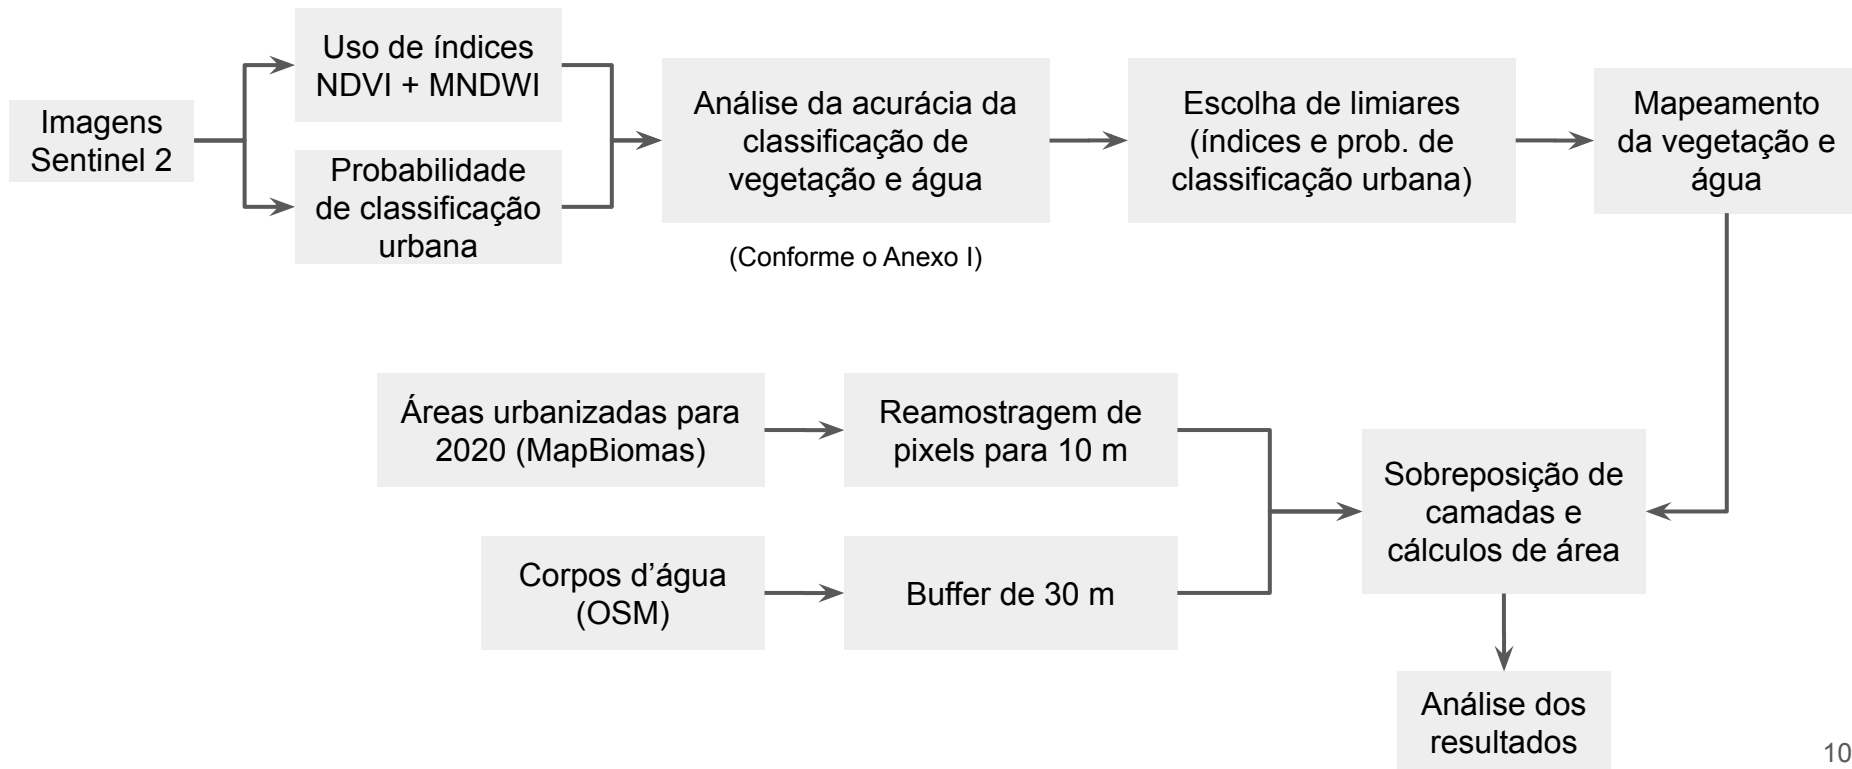 Imagens
Sentinel 2
Uso de índices
NDVI + MNDWI
Probabilidade
de classificação
urbana
Análise da acurácia da
classificação de
vegetação e água
(Conforme o Anexo I)
Escolha de limiares
(índices e prob. de
classificação urbana)
Mapeamento
da vegetação e
água
Áreas urbanizadas para
2020 (MapBiomas)
Reamostragem de
pixels para 10 m
Corpos d’água
(OSM)
Buffer de 30 m
Sobreposição de
camadas e
cálculos de área
Análise dos
resultados
10